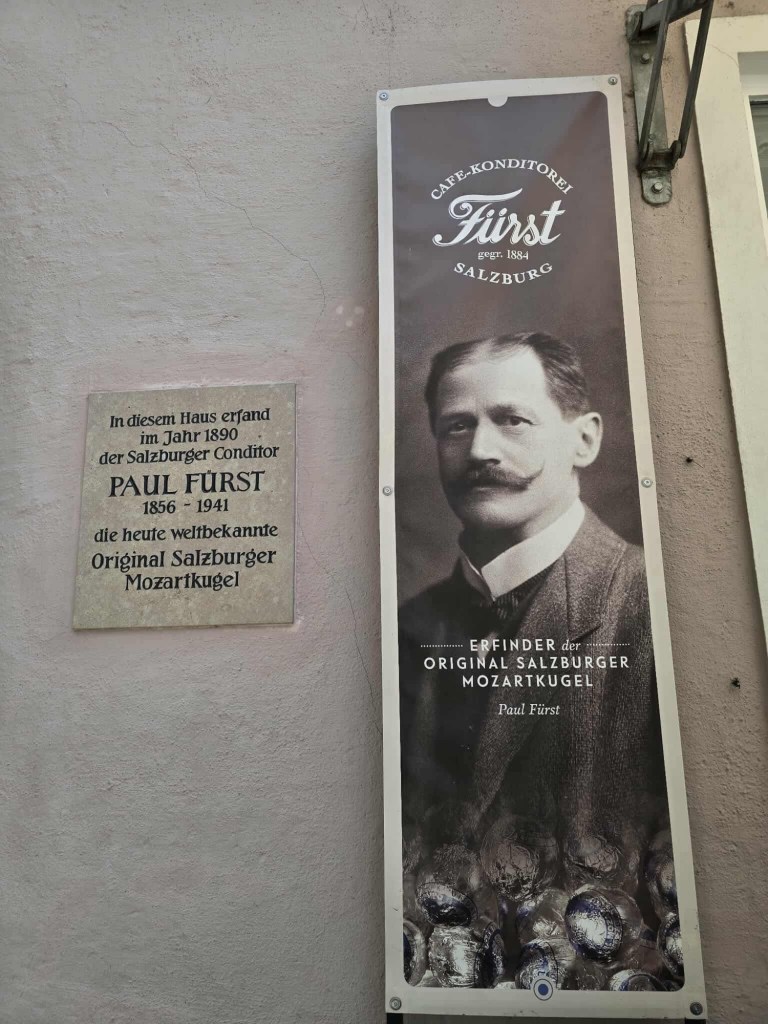 In diesem Haus erfand
im Jahr 1890
der Salzburger Conditor
PAUL FÜRST
1856 - 1941
die heute weltbekannte
Original Salzburger
Mozartkugel
CAFE-KONDITOREI
Fürst
gegr. 1884
SALZBURG
ERFINDER der
ORIGINAL SALZBURGER
MOZARTKUGEL
Paul Fürst